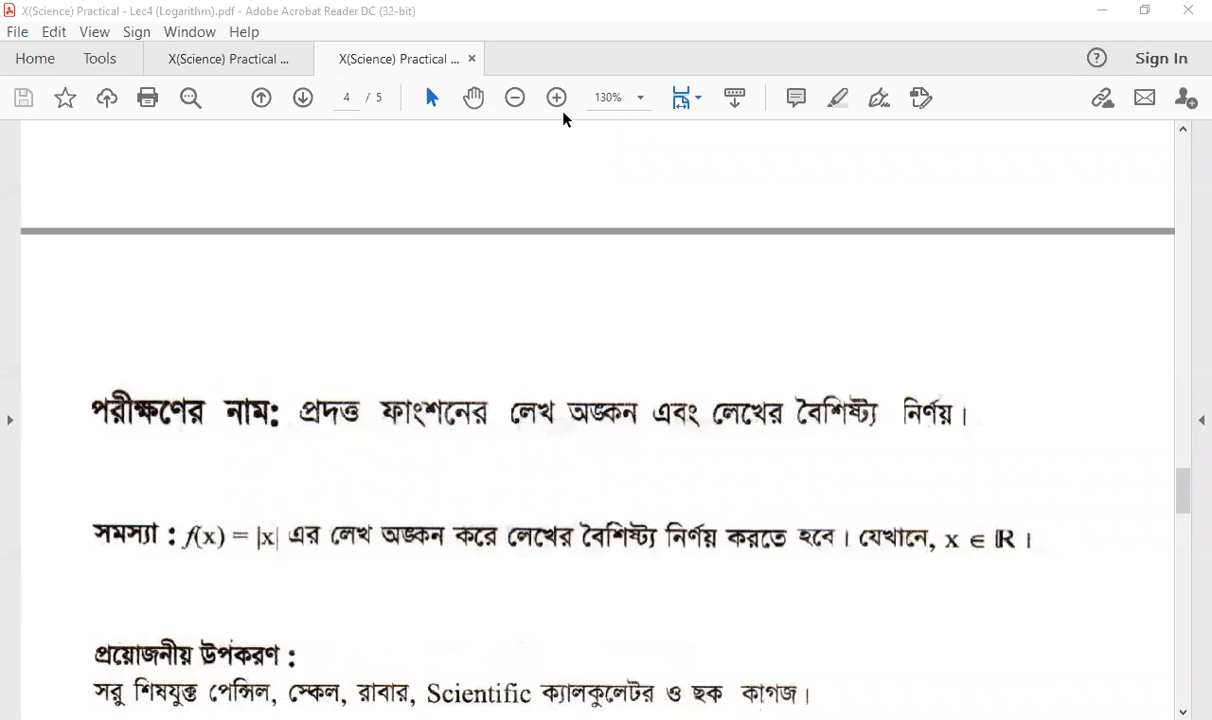 X(Science) Practical - Lec4 (Logarithm).pdf - Adobe Acrobat Reader DC (32-bit)
File Edit View Sign Window Help
Home Tools X(Science) Practical ... X(Science) Practical ... × Sign In
4 / 5 130%
পরীক্ষণের নাম: প্রদত্ত ফাংশনের লেখ অঙ্কন এবং লেখের বৈশিষ্ট্য নির্ণয়।
সমস্যা : f(x) = |x| এর লেখ অঙ্কন করে লেখের বৈশিষ্ট্য নির্ণয় করতে হবে। যেখানে, x ∈ ℝ ।
প্রয়োজনীয় উপকরণ :
সরু শিষযুক্ত পেন্সিল, স্কেল, রাবার, Scientific ক্যালকুলেটর ও ছক কাগজ।